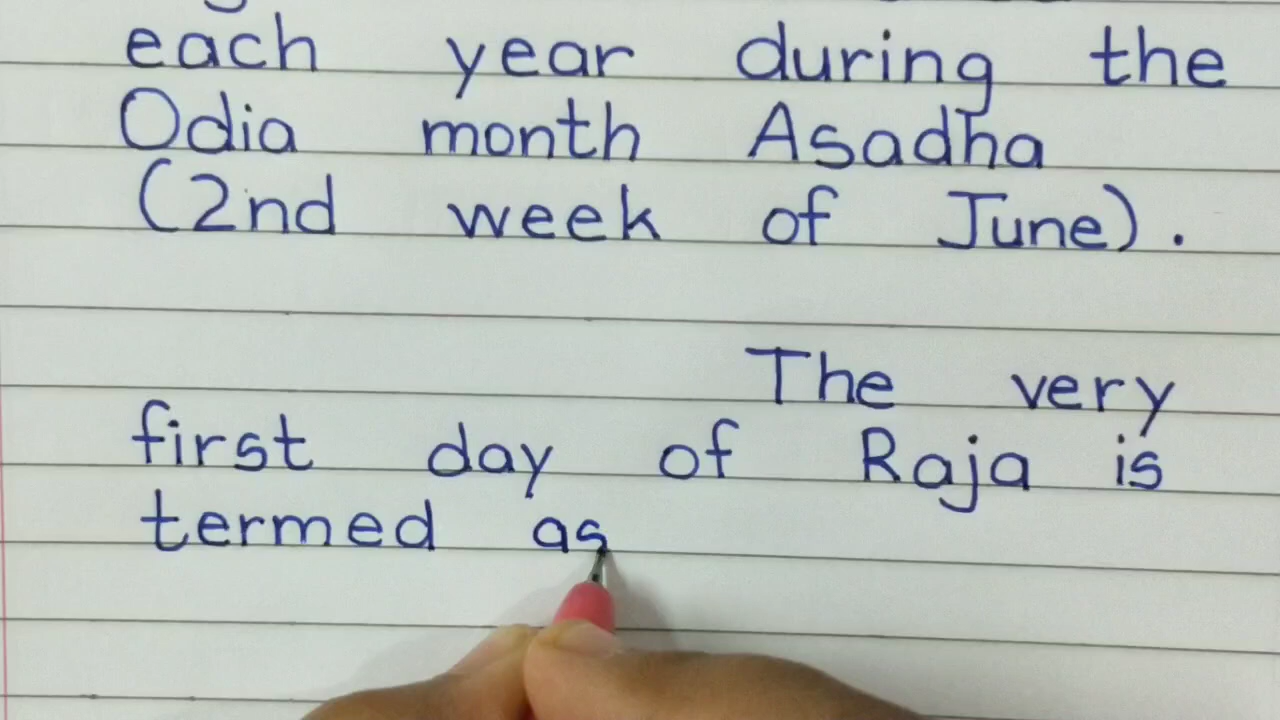 each year during the
Odia month Asadha
(2nd week of June).
The very
first day of Raja is
termed as